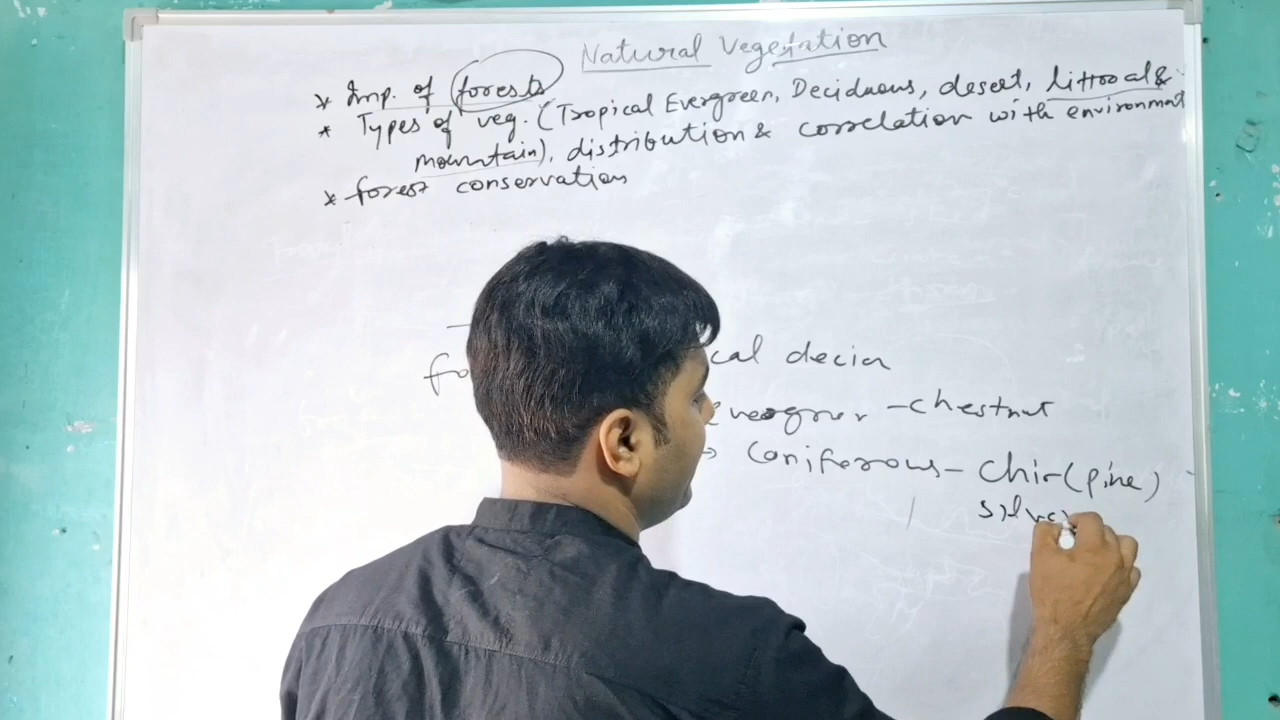 Natural Vegetation
* Imp. of forests
* Types of veg. (Tropical Evergreen, Deciduous, desert, littoral &
mountain), distribution & correlation with environment
* forest conservation
fo cal decidu
Evergreen - chestnut
→ Coniferous - Chir (pine)
silver